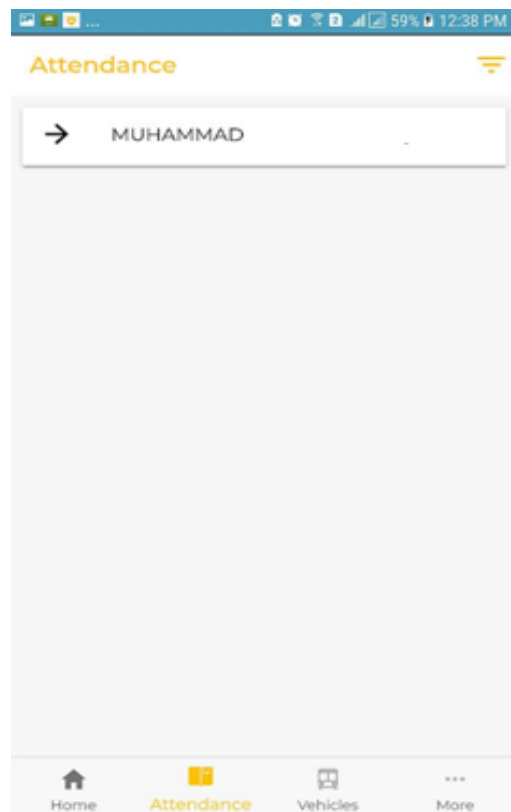 ... 59% 12:38 PM
Attendance
MUHAMMAD -
Home Attendance Vehicles More